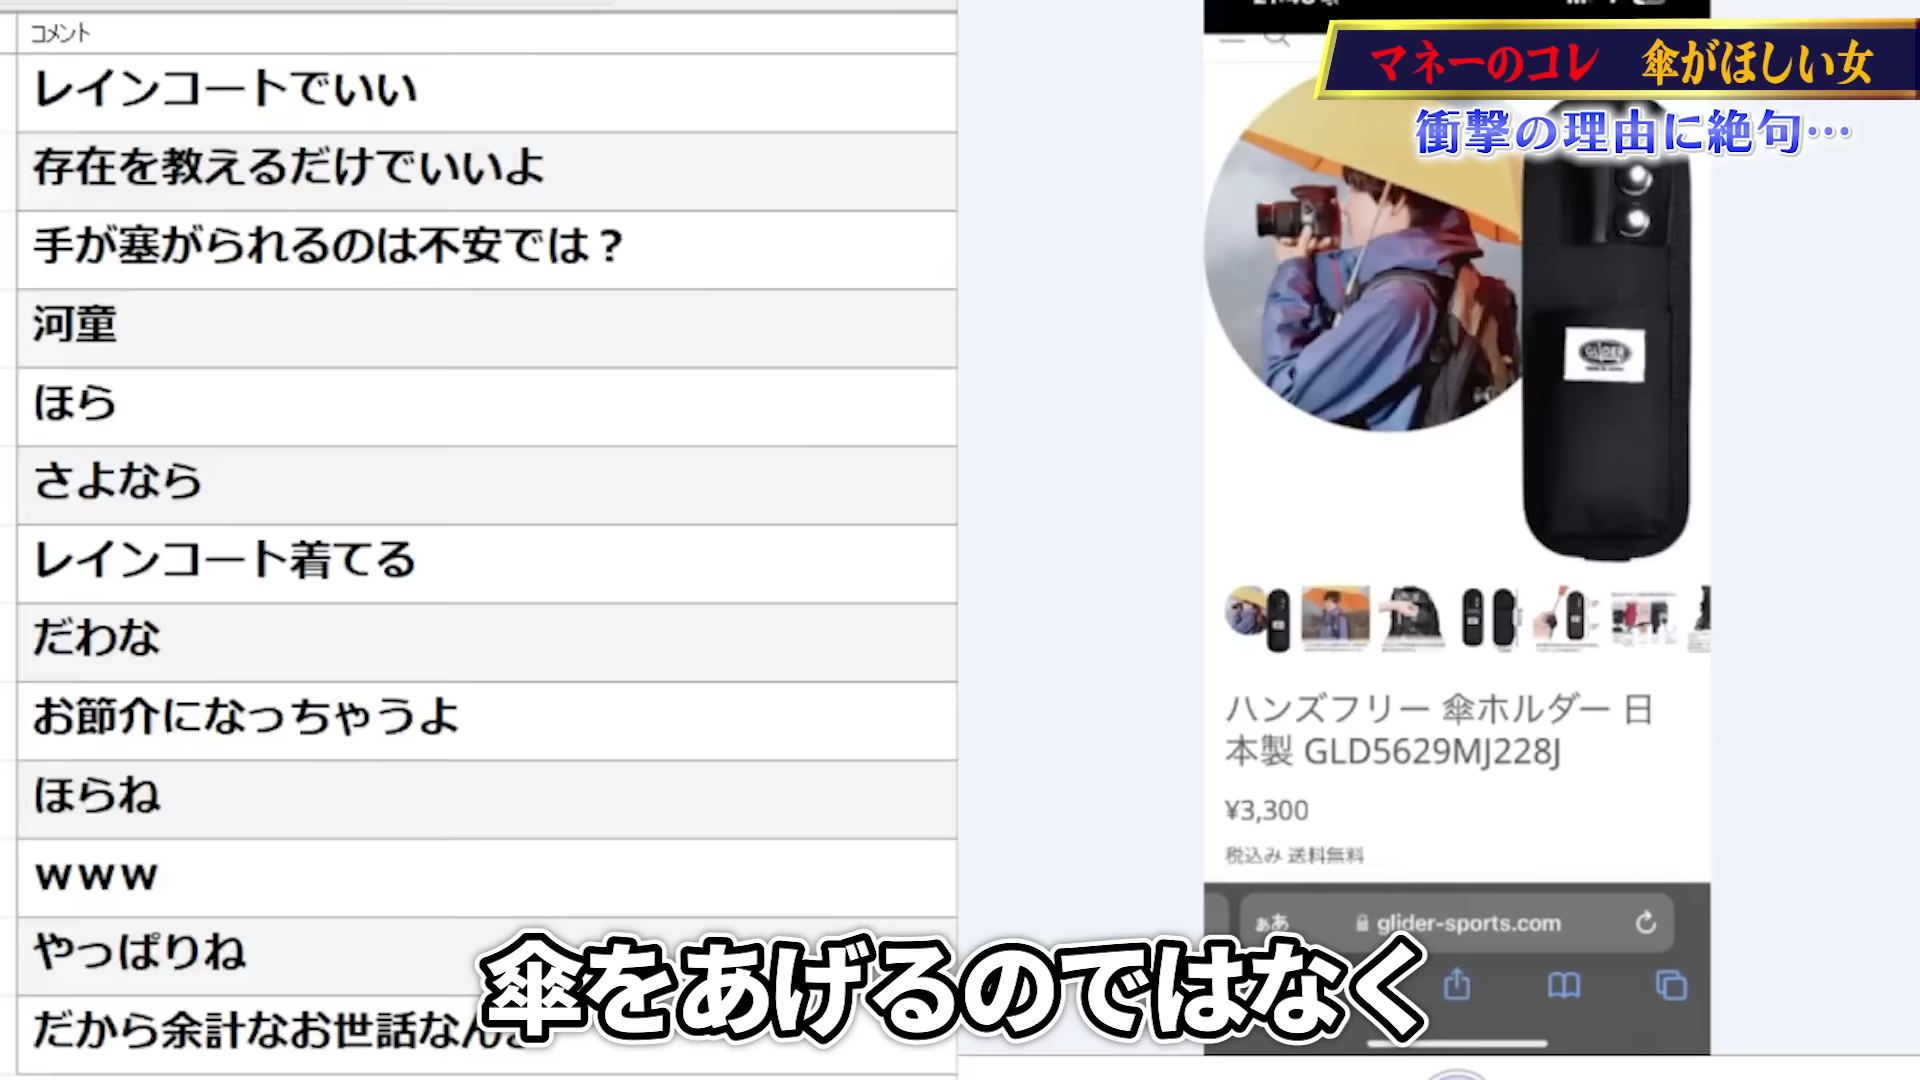 コメント
レインコートでいい
存在を教えるだけでいいよ
手が塞がられるのは不安では？
河童
ほら
さよなら
レインコート着てる
だわな
お節介になっちゃうよ
ほらね
ｗｗｗ
やっぱりね
だから余計なお世話なん
マネーのコレ 傘がほしい女
衝撃の理由に絶句…
GLIDER
ハンズフリー 傘ホルダー 日
本製 GLD5629MJ228J
¥3,300
税込み 送料無料
ぁあ glider-sports.com
傘をあげるのではなく